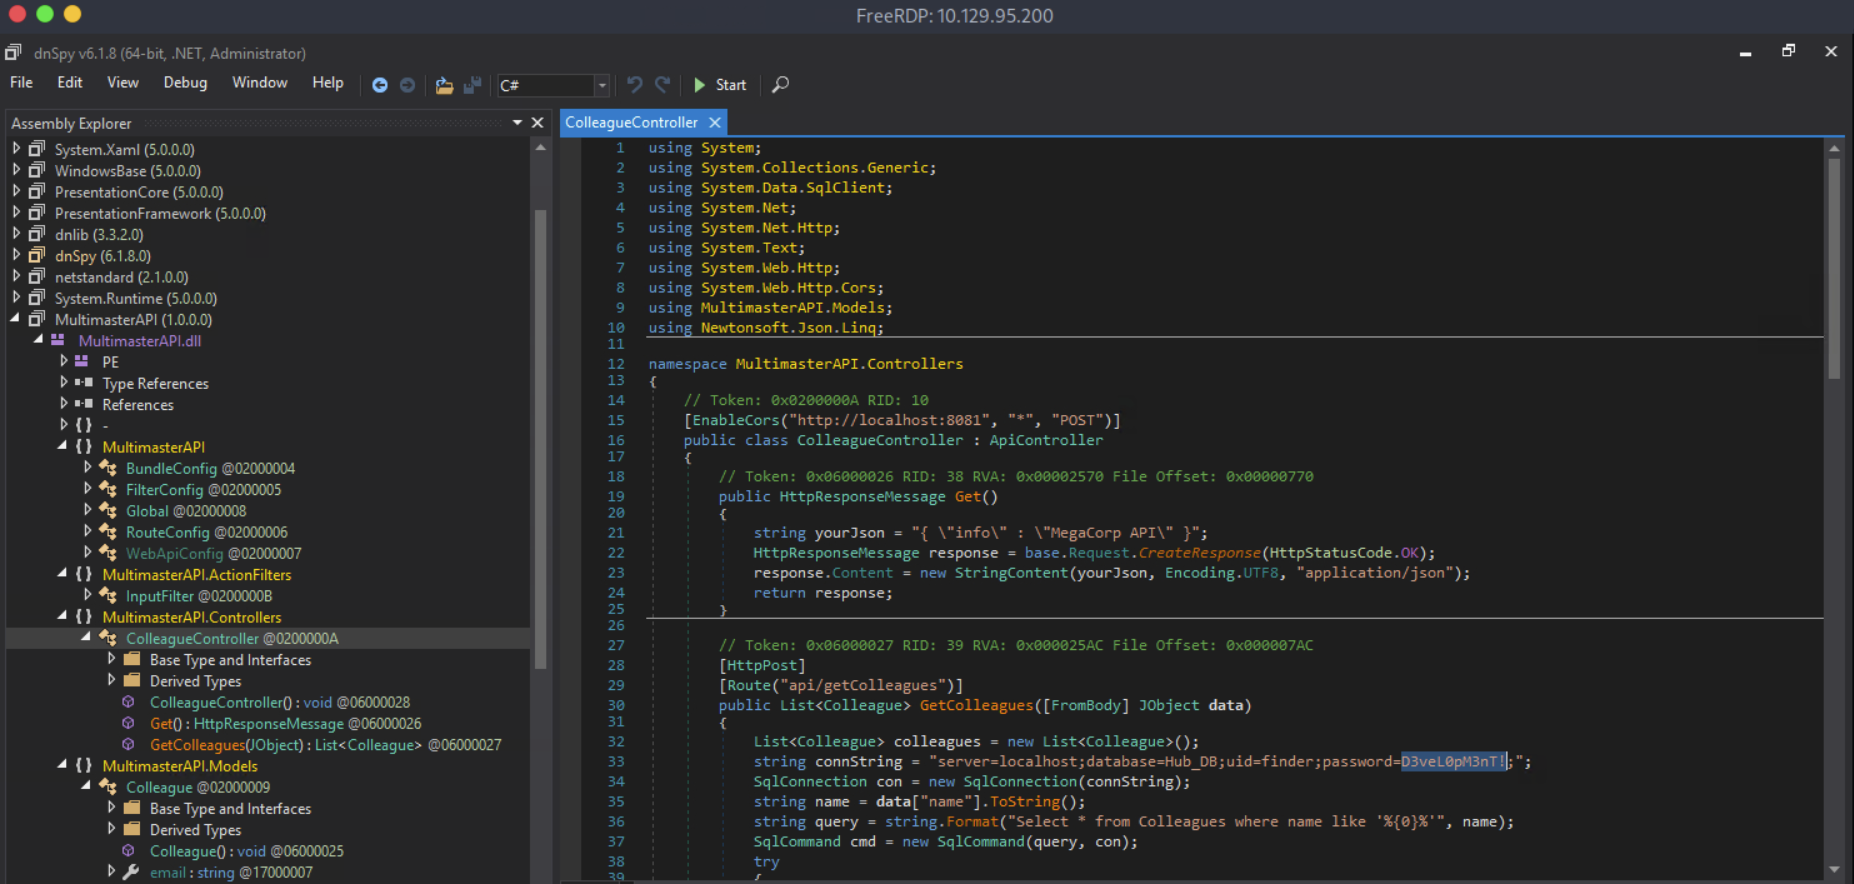 FreeRDP: 10.129.95.200
dnSpy v6.1.8 (64-bit, .NET, Administrator)
File Edit View Debug Window Help C# Start
Assembly Explorer
System.Xaml (5.0.0.0)
WindowsBase (5.0.0.0)
PresentationCore (5.0.0.0)
PresentationFramework (5.0.0.0)
dnlib (3.3.2.0)
dnSpy (6.1.8.0)
netstandard (2.1.0.0)
System.Runtime (5.0.0.0)
MultimasterAPI (1.0.0.0)
MultimasterAPI.dll
PE
Type References
References
{ } -
{ } MultimasterAPI
BundleConfig @02000004
FilterConfig @02000005
Global @02000008
RouteConfig @02000006
WebApiConfig @02000007
{ } MultimasterAPI.ActionFilters
InputFilter @0200000B
{ } MultimasterAPI.Controllers
ColleagueController @0200000A
Base Type and Interfaces
Derived Types
ColleagueController() : void @06000028
Get() : HttpResponseMessage @06000026
GetColleagues(JObject) : List<Colleague> @06000027
{ } MultimasterAPI.Models
Colleague @02000009
Base Type and Interfaces
Derived Types
Colleague() : void @06000025
email : string @17000007
ColleagueController
1 using System;
2 using System.Collections.Generic;
3 using System.Data.SqlClient;
4 using System.Net;
5 using System.Net.Http;
6 using System.Text;
7 using System.Web.Http;
8 using System.Web.Http.Cors;
9 using MultimasterAPI.Models;
10 using Newtonsoft.Json.Linq;
11
12 namespace MultimasterAPI.Controllers
13 {
14 // Token: 0x0200000A RID: 10
15 [EnableCors("http://localhost:8081", "*", "POST")]
16 public class ColleagueController : ApiController
17 {
18 // Token: 0x06000026 RID: 38 RVA: 0x00002570 File Offset: 0x00000770
19 public HttpResponseMessage Get()
20 {
21 string yourJson = "{ \"info\" : \"MegaCorp API\" }";
22 HttpResponseMessage response = base.Request.CreateResponse(HttpStatusCode.OK);
23 response.Content = new StringContent(yourJson, Encoding.UTF8, "application/json");
24 return response;
25 }
26
27 // Token: 0x06000027 RID: 39 RVA: 0x000025AC File Offset: 0x000007AC
28 [HttpPost]
29 [Route("api/getColleagues")]
30 public List<Colleague> GetColleagues([FromBody] JObject data)
31 {
32 List<Colleague> colleagues = new List<Colleague>();
33 string connString = "server=localhost;database=Hub_DB;uid=finder;password=D3veL0pM3nT!;";
34 SqlConnection con = new SqlConnection(connString);
35 string name = data["name"].ToString();
36 string query = string.Format("Select * from Colleagues where name like '%{0}%'", name);
37 SqlCommand cmd = new SqlCommand(query, con);
38 try
39 {